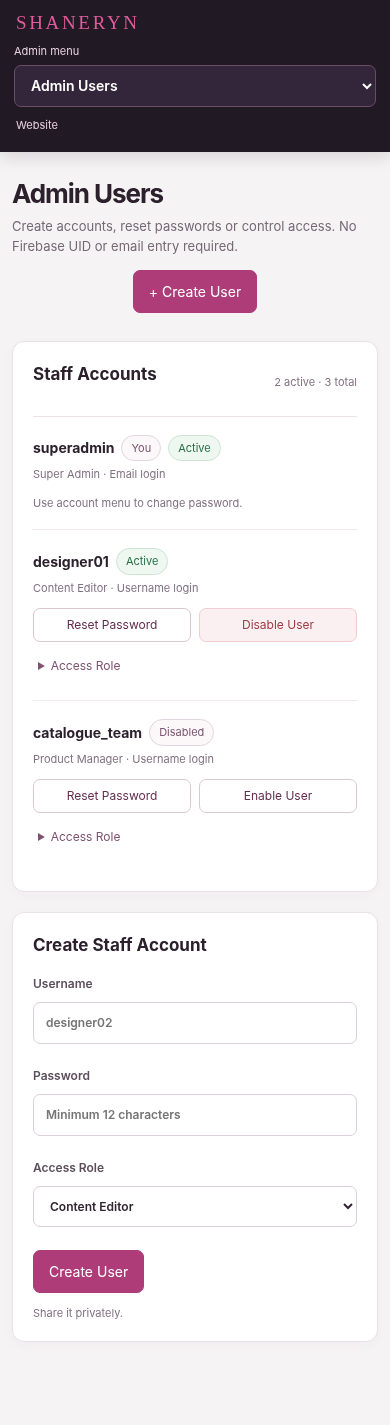 SHANERYN
Admin menu
Admin Users
Website
Admin Users
Create accounts, reset passwords or control access. No
Firebase UID or email entry required.
+ Create User
Staff Accounts
2 active · 3 total
superadmin You Active
Super Admin · Email login
Use account menu to change password.
designer01 Active
Content Editor · Username login
Reset Password Disable User
Access Role
catalogue_team Disabled
Product Manager · Username login
Reset Password Enable User
Access Role
Create Staff Account
Username
designer02
Password
Minimum 12 characters
Access Role
Content Editor
Create User
Share it privately.